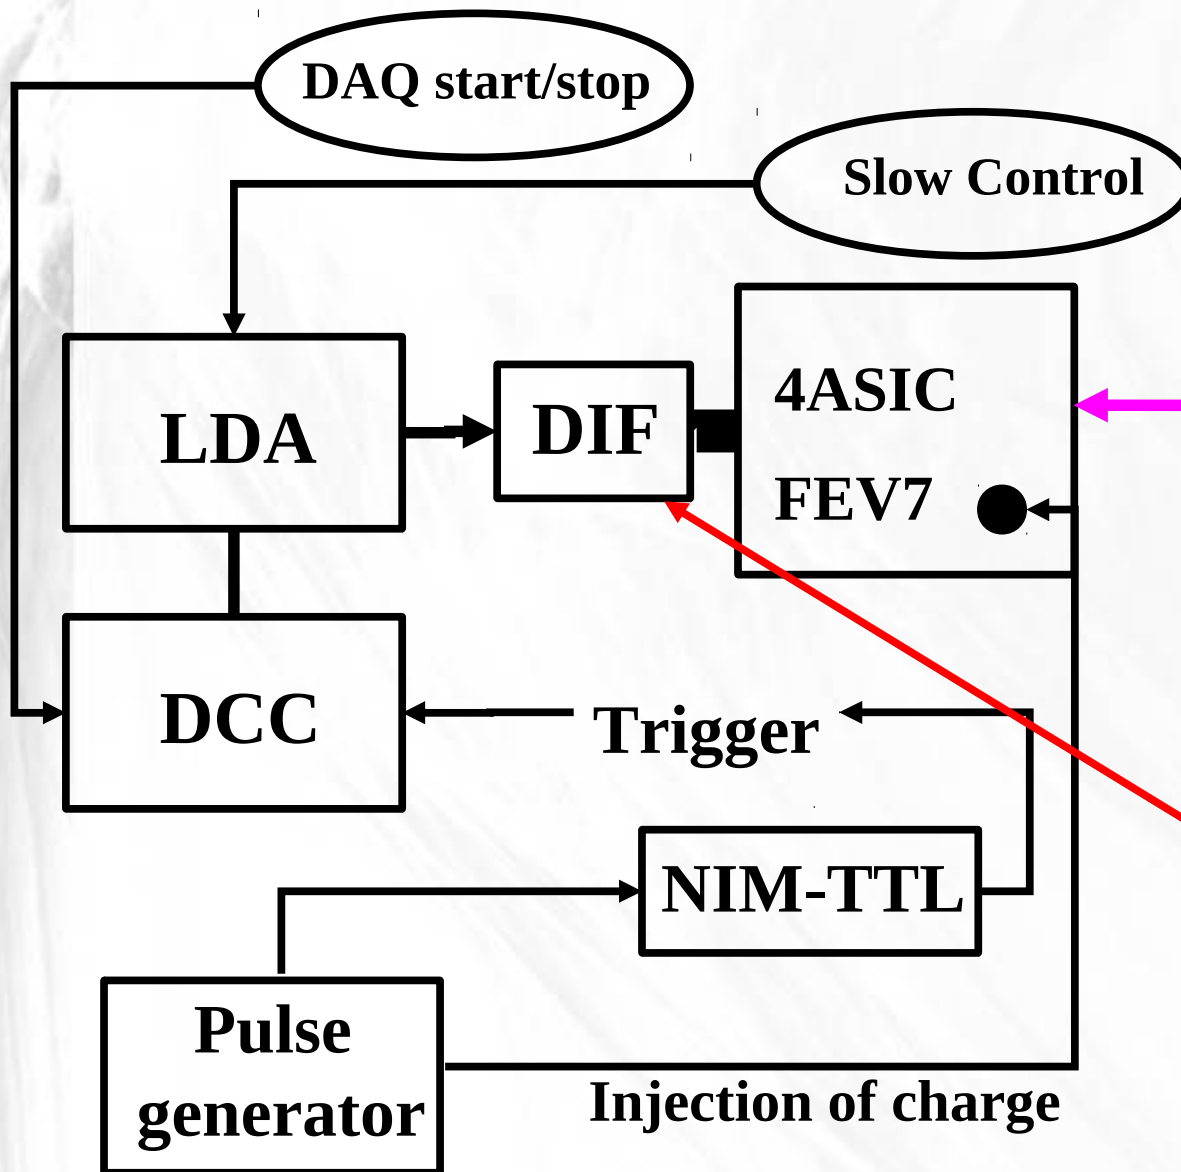 DAQ start/stop
Slow Control
LDA
DIF
4ASIC
FEV7
DCC
Trigger
NIM-TTL
Pulse
generator
Injection of charge